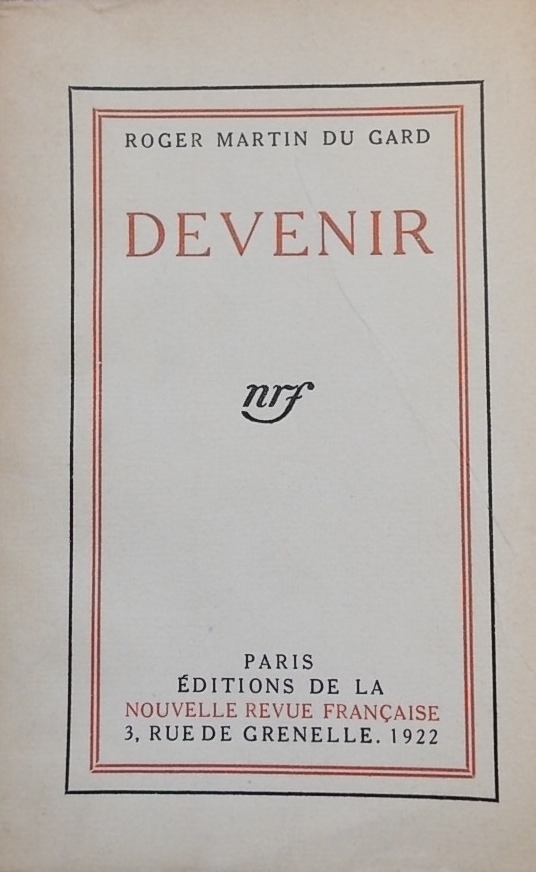 ROGER MARTIN DU GARD
DEVENIR
nrf
PARIS
ÉDITIONS DE LA
NOUVELLE REVUE FRANÇAISE
3, RUE DE GRENELLE. 1922